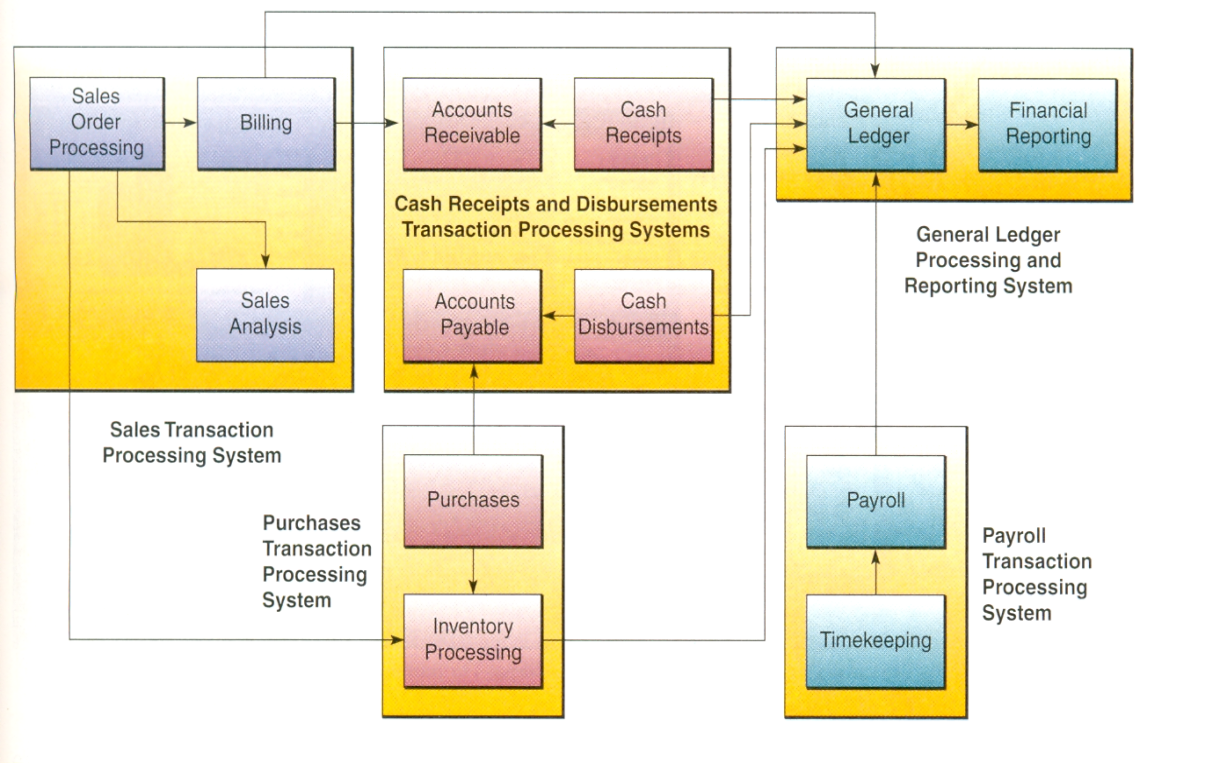 Sales
Order
Processing
Billing
Sales
Analysis
Sales Transaction
Processing System
Accounts
Receivable
Cash
Receipts
Cash Receipts and Disbursements
Transaction Processing Systems
Accounts
Payable
Cash
Disbursements
General
Ledger
Financial
Reporting
General Ledger
Processing and
Reporting System
Purchases
Inventory
Processing
Purchases
Transaction
Processing
System
Payroll
Timekeeping
Payroll
Transaction
Processing
System